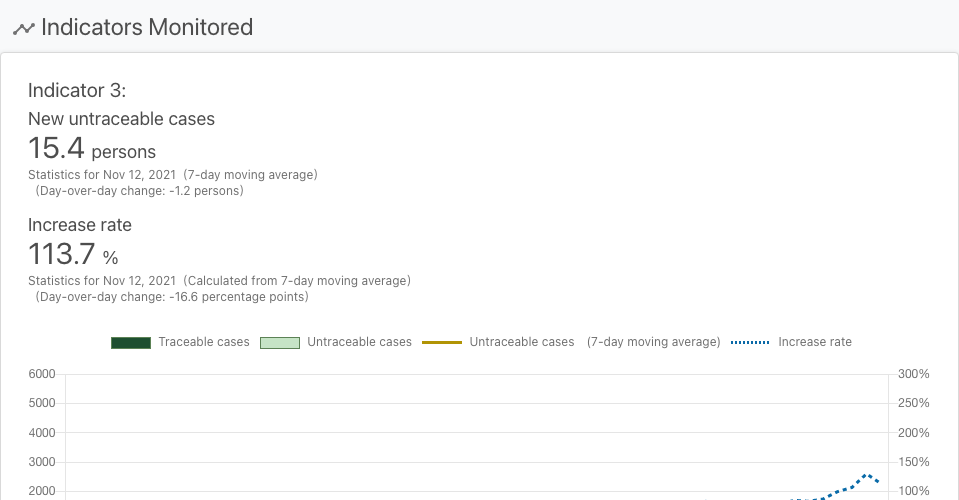 Indicators Monitored
Indicator 3:
New untraceable cases
15.4 persons
Statistics for Nov 12, 2021 (7-day moving average)
(Day-over-day change: -1.2 persons)
Increase rate
113.7 %
Statistics for Nov 12, 2021 (Calculated from 7-day moving average)
(Day-over-day change: -16.6 percentage points)
Traceable cases Untraceable cases Untraceable cases (7-day moving average) Increase rate
6000 300%
5000 250%
4000 200%
3000 150%
2000 100%